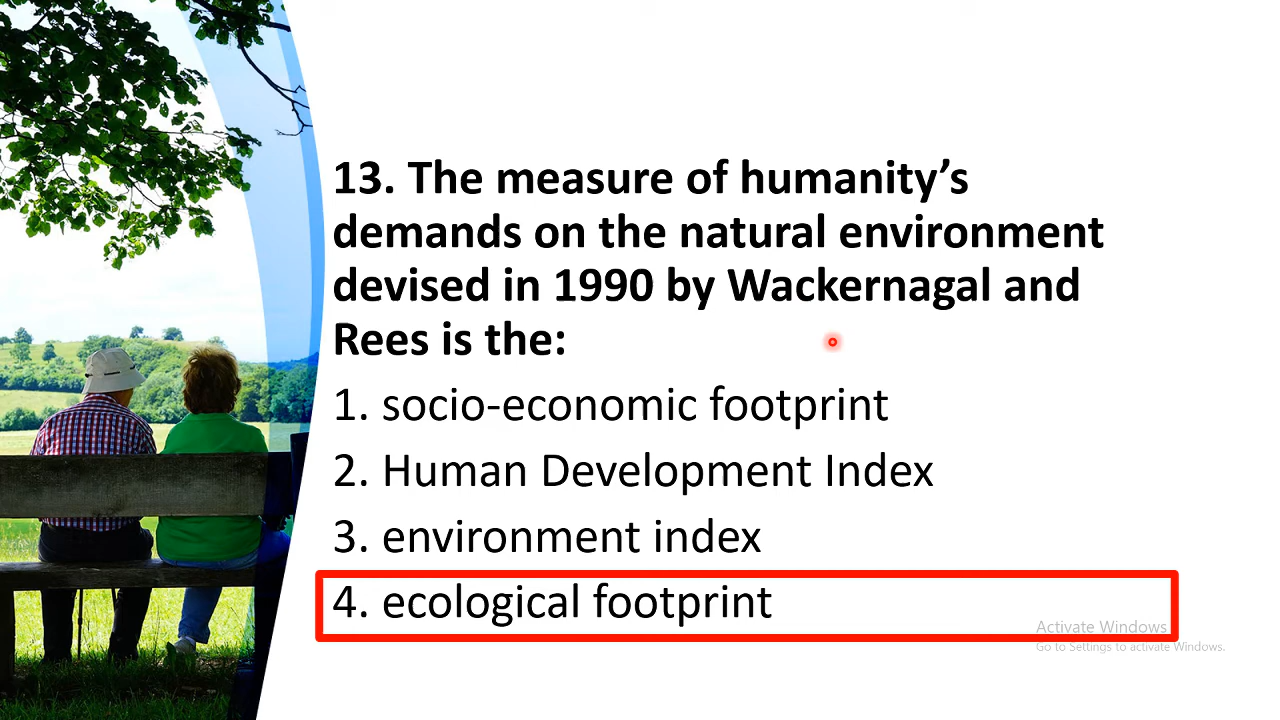 13. The measure of humanity’s
demands on the natural environment
devised in 1990 by Wackernagal and
Rees is the:
1. socio-economic footprint
2. Human Development Index
3. environment index
4. ecological footprint
Activate Windows
Go to Settings to activate Windows.